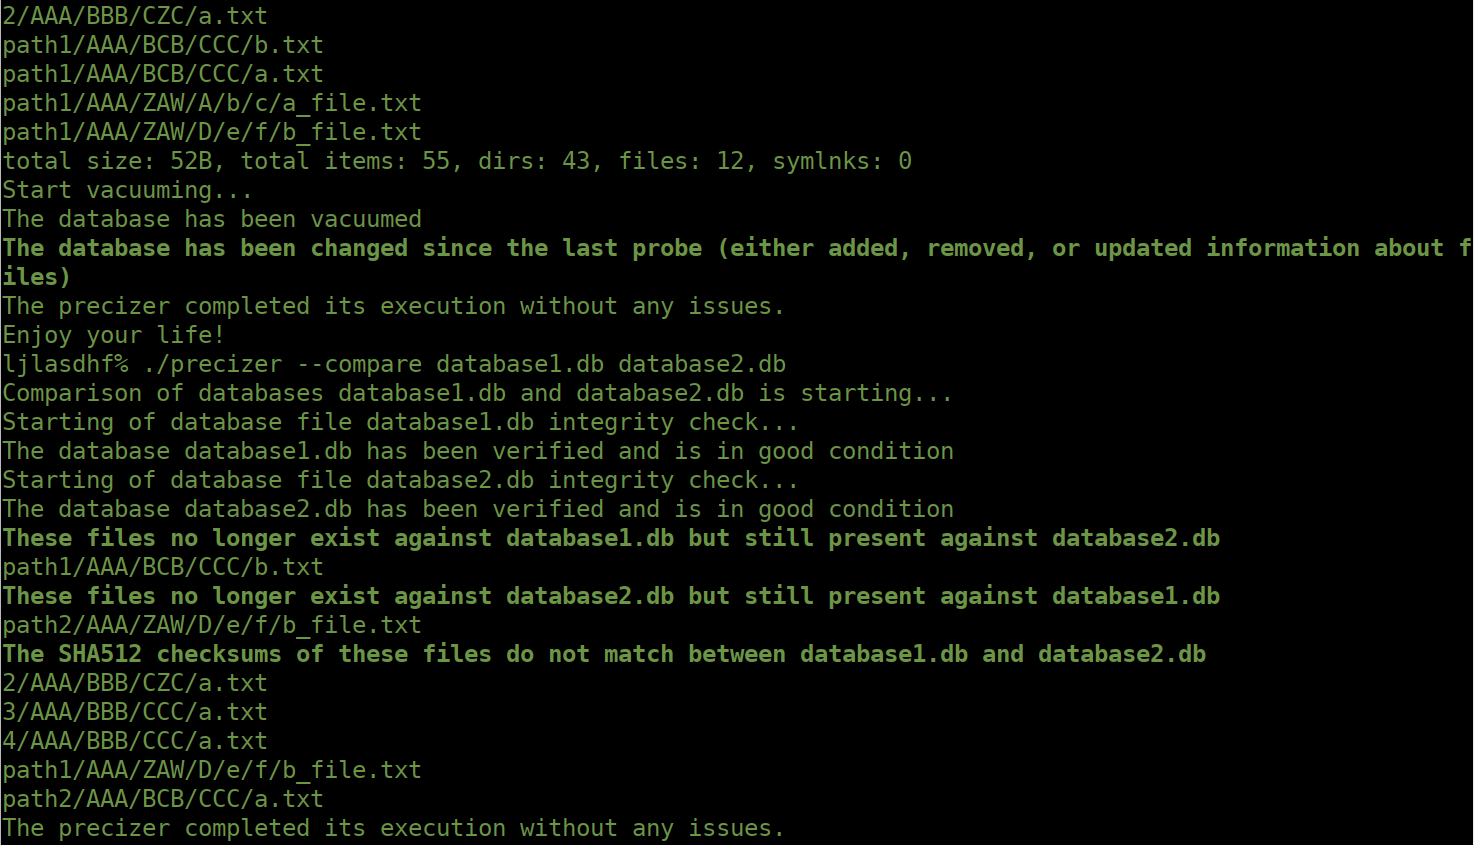 2/AAA/BBB/CZC/a.txt
path1/AAA/BCB/CCC/b.txt
path1/AAA/BCB/CCC/a.txt
path1/AAA/ZAW/A/b/c/a_file.txt
path1/AAA/ZAW/D/e/f/b_file.txt
total size: 52B, total items: 55, dirs: 43, files: 12, symlnks: 0
Start vacuuming...
The database has been vacuumed
The database has been changed since the last probe (either added, removed, or updated information about f
iles)
The precizer completed its execution without any issues.
Enjoy your life!
ljlasdhf% ./precizer --compare database1.db database2.db
Comparison of databases database1.db and database2.db is starting...
Starting of database file database1.db integrity check...
The database database1.db has been verified and is in good condition
Starting of database file database2.db integrity check...
The database database2.db has been verified and is in good condition
These files no longer exist against database1.db but still present against database2.db
path1/AAA/BCB/CCC/b.txt
These files no longer exist against database2.db but still present against database1.db
path2/AAA/ZAW/D/e/f/b_file.txt
The SHA512 checksums of these files do not match between database1.db and database2.db
2/AAA/BBB/CZC/a.txt
3/AAA/BBB/CCC/a.txt
4/AAA/BBB/CCC/a.txt
path1/AAA/ZAW/D/e/f/b_file.txt
path2/AAA/BCB/CCC/a.txt
The precizer completed its execution without any issues.